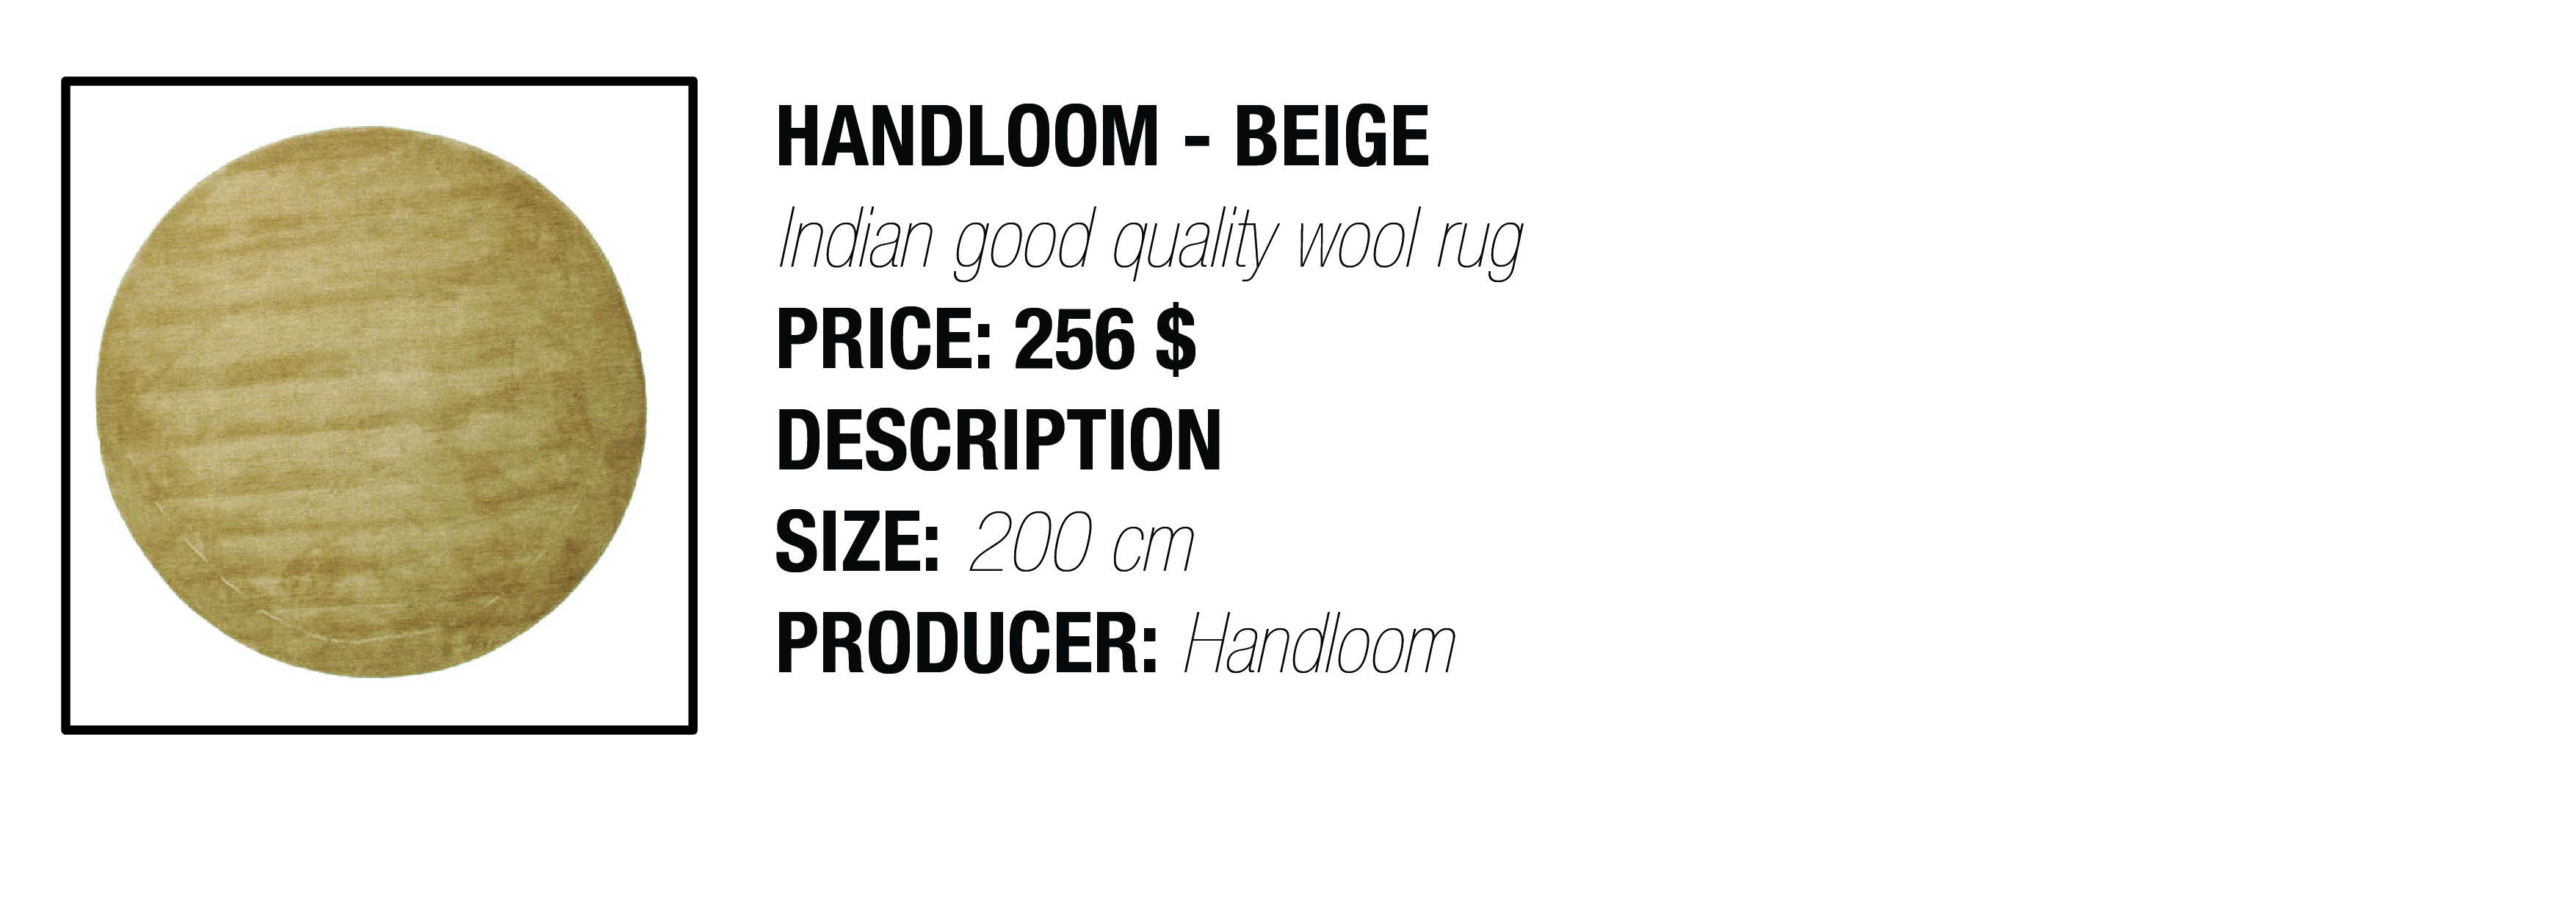 HANDLOOM - BEIGE
Indian good quality wool rug
PRICE: 256 $
DESCRIPTION
SIZE: 200 cm
PRODUCER: Handloom